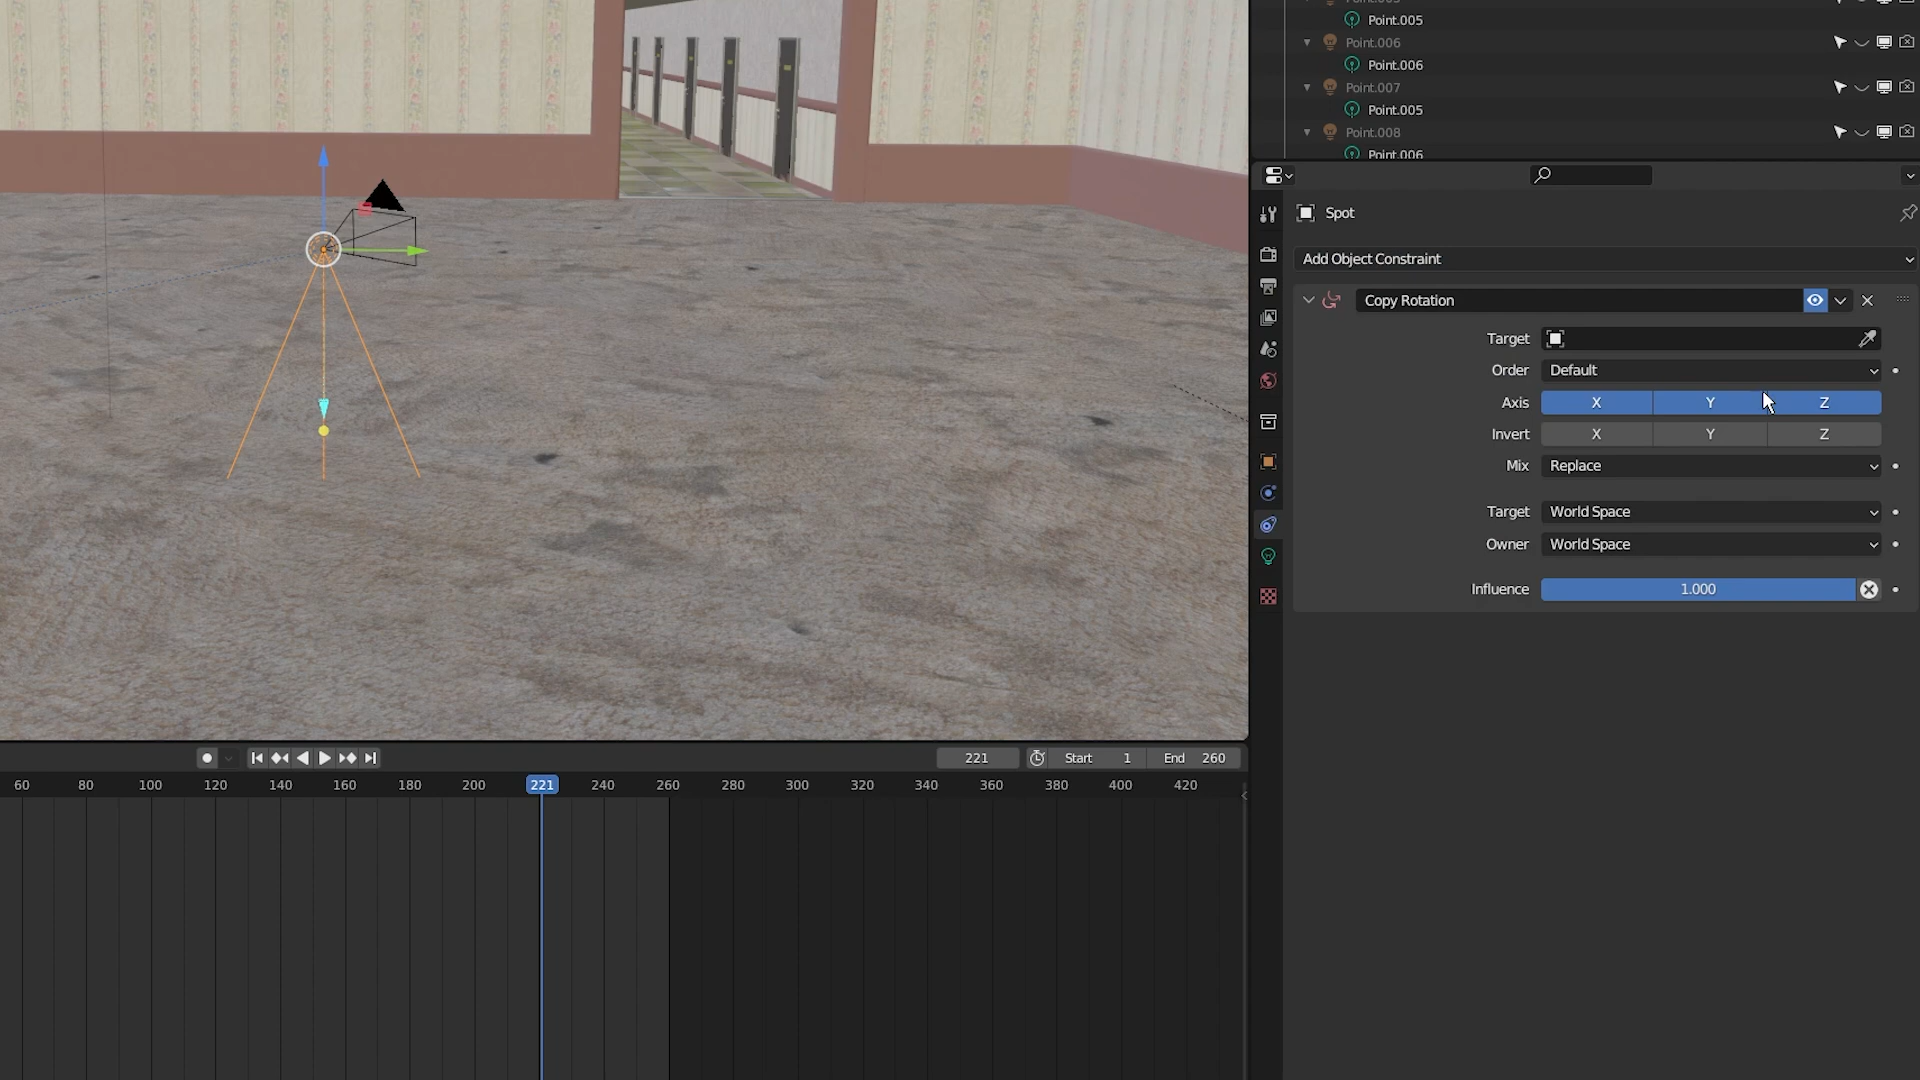 Point.005
Point.006
Point.006
Point.007
Point.005
Point.008
Point.006
Spot
Add Object Constraint
Copy Rotation
Target
Order Default
Axis X Y Z
Invert X Y Z
Mix Replace
Target World Space
Owner World Space
Influence 1.000
221 Start 1 End 260
60 80 100 120 140 160 180 200 221 240 260 280 300 320 340 360 380 400 420